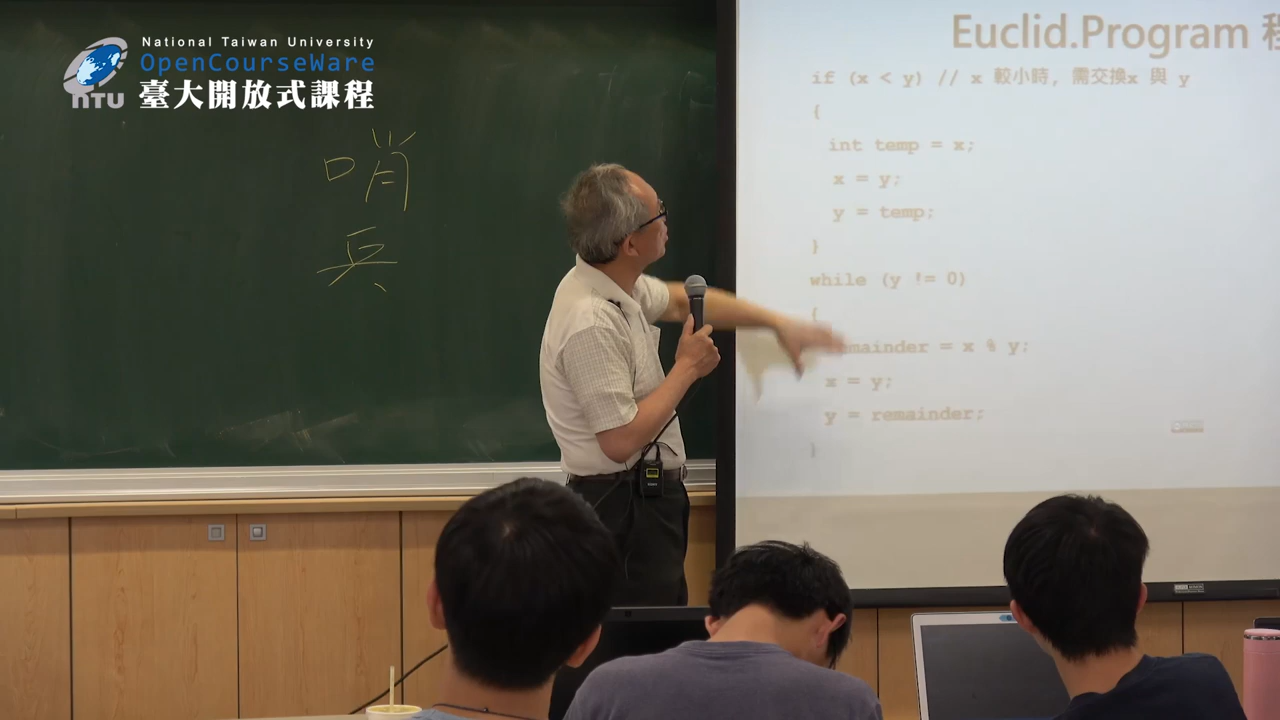 National Taiwan University
OpenCourseWare
臺大開放式課程
NTU
哨
兵
Euclid.Program 程
if (x < y) // x 較小時, 需交換x 與 y
{
int temp = x;
x = y;
y = temp;
}
while (y != 0)
{
remainder = x % y;
x = y;
y = remainder;
}